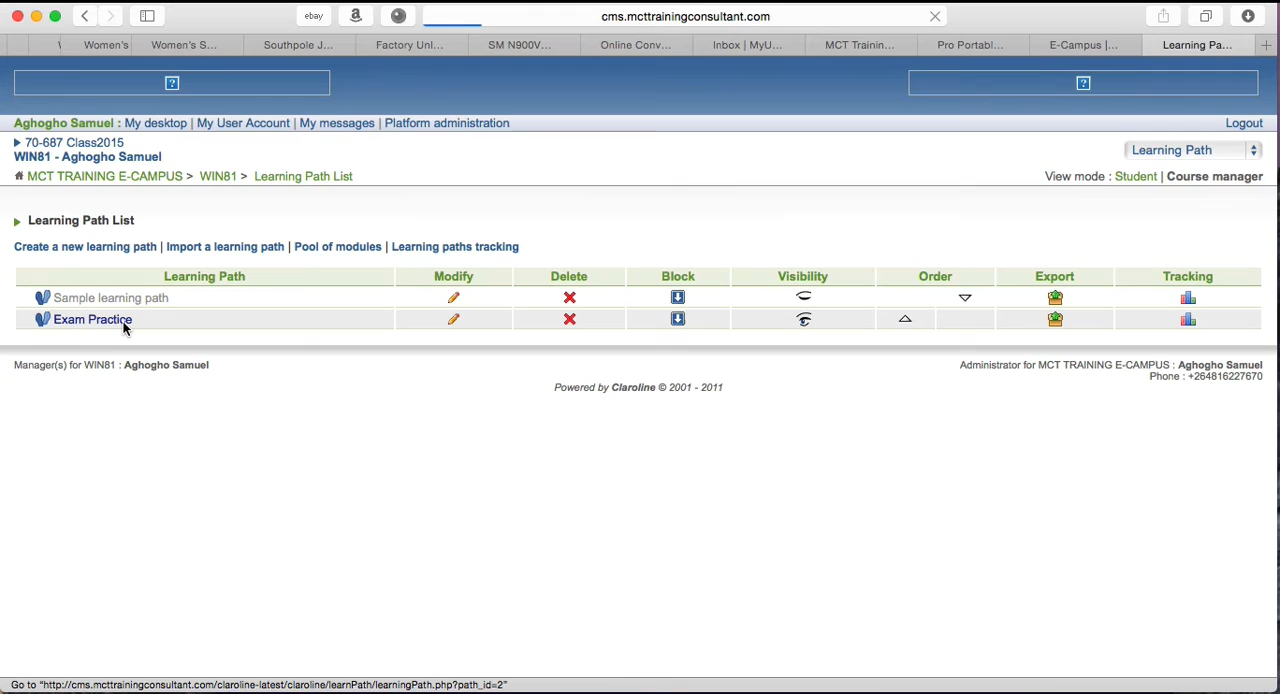 ebay
a
cms.mcttrainingconsultant.com
Women's
Women's S...
Southpole J...
Factory Unl...
SM N900V...
Online Conv...
Inbox | MyU...
MCT Trainin...
Pro Portabl...
E-Campus |...
Learning Pa...
Aghogho Samuel : My desktop | My User Account | My messages | Platform administration
Logout
70-687 Class2015
WIN81 - Aghogho Samuel
Learning Path
MCT TRAINING E-CAMPUS > WIN81 > Learning Path List
View mode : Student | Course manager
Learning Path List
Create a new learning path | Import a learning path | Pool of modules | Learning paths tracking
Learning Path Modify Delete Block Visibility Order Export Tracking
Sample learning path
Exam Practice
Manager(s) for WIN81 : Aghogho Samuel
Administrator for MCT TRAINING E-CAMPUS : Aghogho Samuel
Phone : +264816227670
Powered by Claroline © 2001 - 2011
Go to "http://cms.mcttrainingconsultant.com/claroline-latest/claroline/learnPath/learningPath.php?path_id=2"